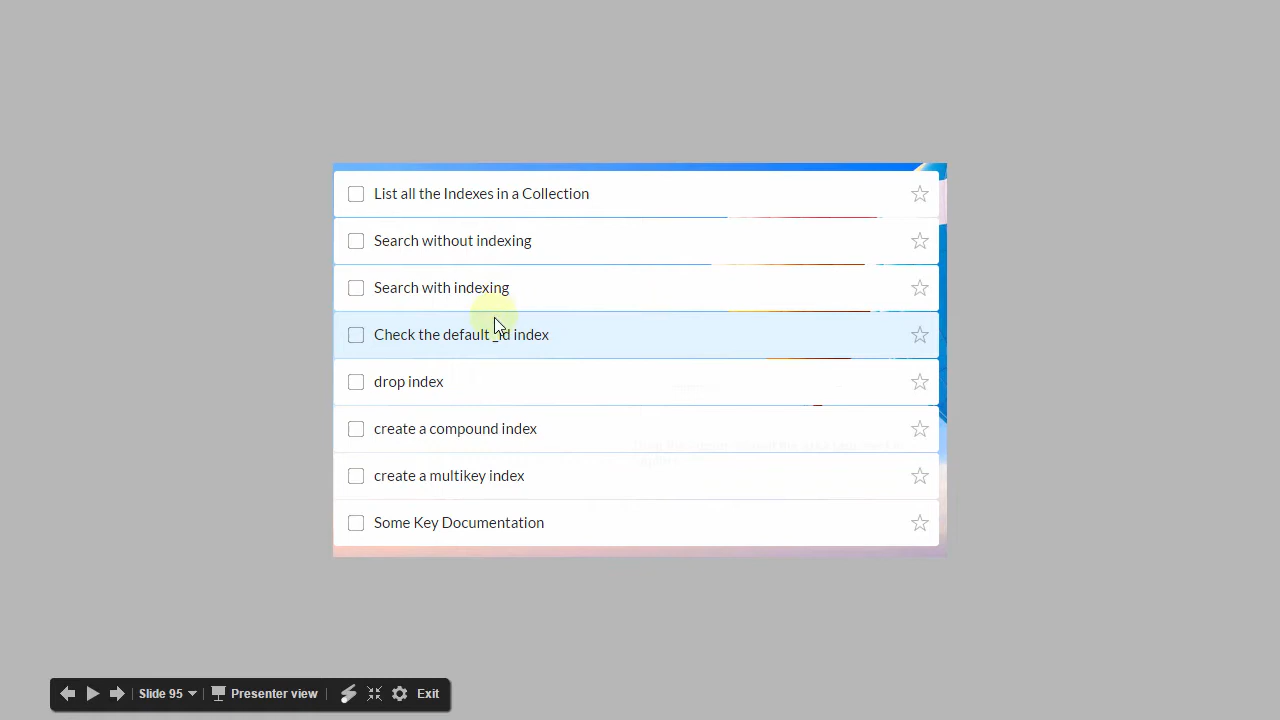 List all the Indexes in a Collection
Search without indexing
Search with indexing
Check the default _id index
drop index
create a compound index
create a multikey index
Some Key Documentation
Slide 95
Presenter view
Exit